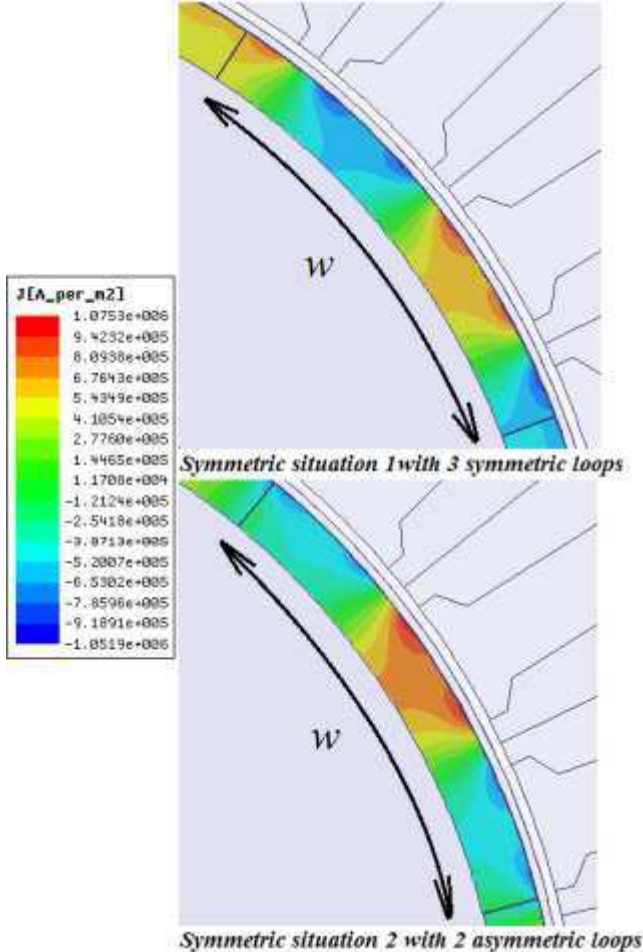 w
J[A_per_m2]
1.0753e+006
9.4232e+005
8.0938e+005
6.7643e+005
5.4349e+005
4.1054e+005
2.7760e+005
1.4465e+005
1.1708e+004
-1.2124e+005
-2.5418e+005
-3.8713e+005
-5.2007e+005
-6.5302e+005
-7.8596e+005
-9.1891e+005
-1.0519e+006
Symmetric situation 1with 3 symmetric loops
w
Symmetric situation 2 with 2 asymmetric loops